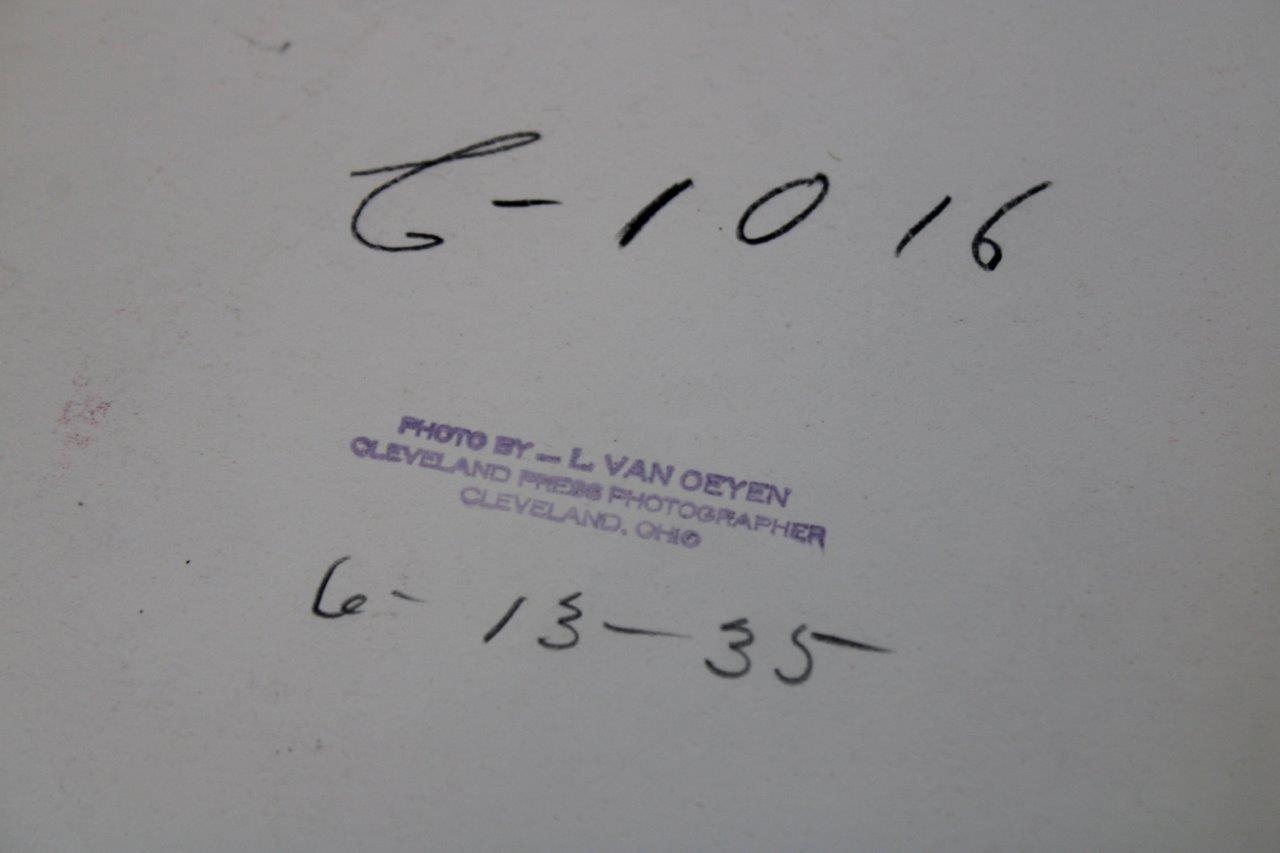 G-1016
PHOTO BY - L. VAN OEYEN
CLEVELAND PRESS PHOTOGRAPHER
CLEVELAND, OHIO
6-13-35